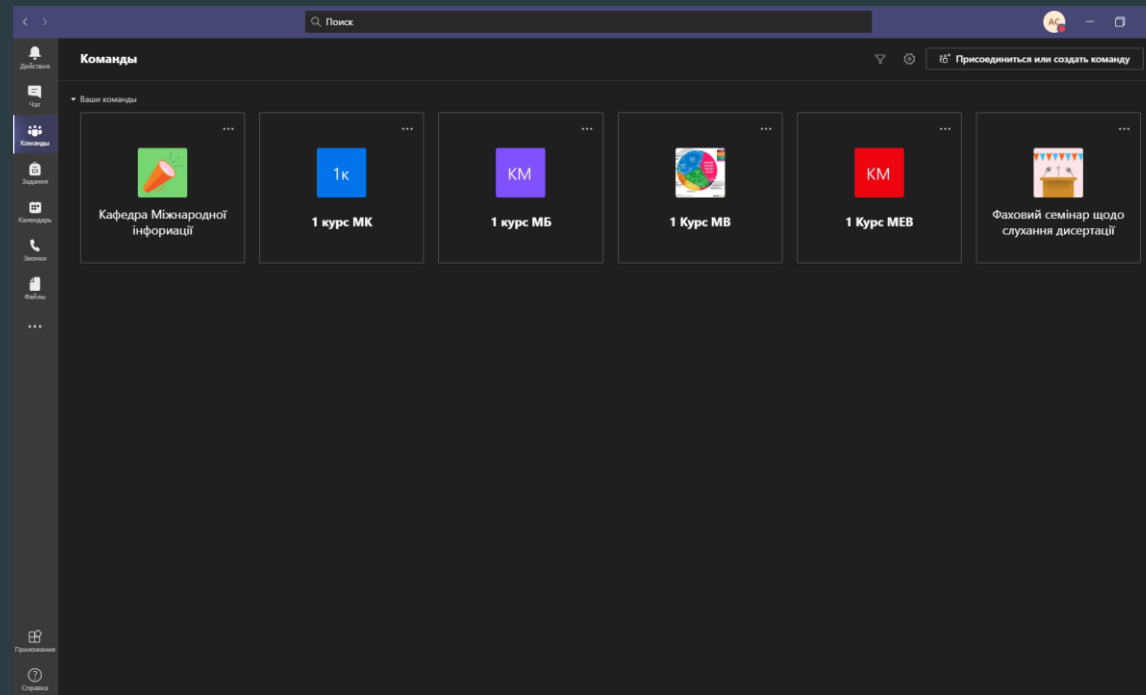 Поиск
АС
Действия
Чат
Команды
Задания
Календарь
Звонки
Файлы
Приложения
Справка
Команды
Присоединиться или создать команду
Ваши команды
Кафедра Міжнародної
інфориації
1к
1 курс МК
КМ
1 курс МБ
1 Курс МВ
КМ
1 Курс МЕВ
Фаховий семінар щодо
слухання дисертації